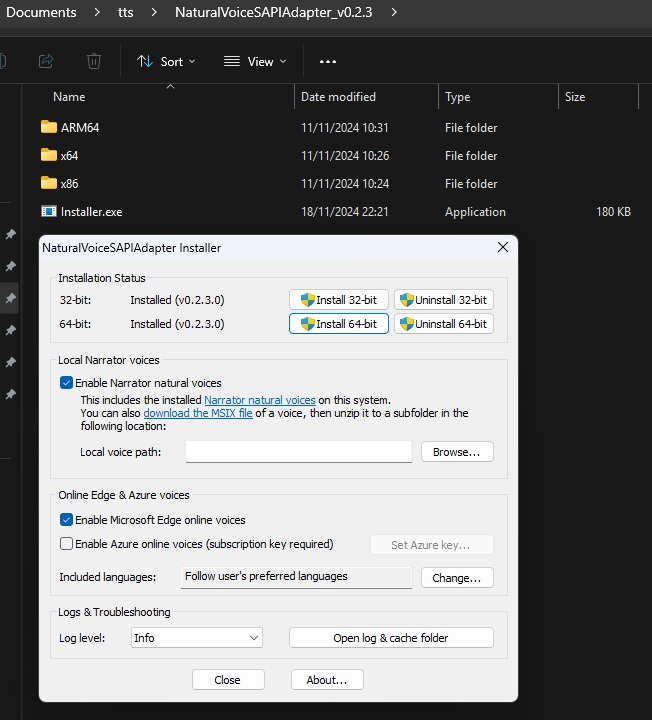 Documents > tts > NaturalVoiceSAPIAdapter_v0.2.3 >
Sort View ...
Name Date modified Type Size
ARM64 11/11/2024 10:31 File folder
x64 11/11/2024 10:26 File folder
x86 11/11/2024 10:24 File folder
Installer.exe 18/11/2024 22:21 Application 180 KB
NaturalVoiceSAPIAdapter Installer
Installation Status
32-bit: Installed (v0.2.3.0) Install 32-bit Uninstall 32-bit
64-bit: Installed (v0.2.3.0) Install 64-bit Uninstall 64-bit
Local Narrator voices
Enable Narrator natural voices
This includes the installed Narrator natural voices on this system.
You can also download the MSIX file of a voice, then unzip it to a subfolder in the
following location:
Local voice path: Browse...
Online Edge & Azure voices
Enable Microsoft Edge online voices
Enable Azure online voices (subscription key required) Set Azure key...
Included languages: Follow user's preferred languages Change...
Logs & Troubleshooting
Log level: Info Open log & cache folder
Close About...